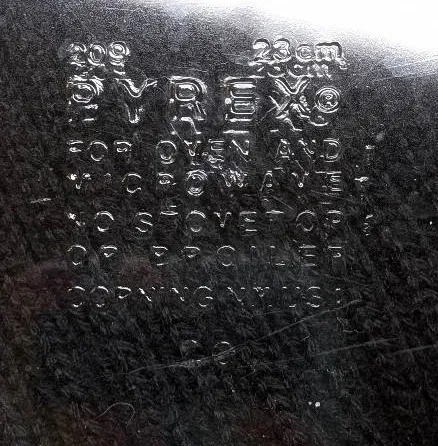 209 23cm
PYREX®
FOR OVEN AND
MICROWAVE
NO STOVETOP
OR BROILER
CORNING NY USA